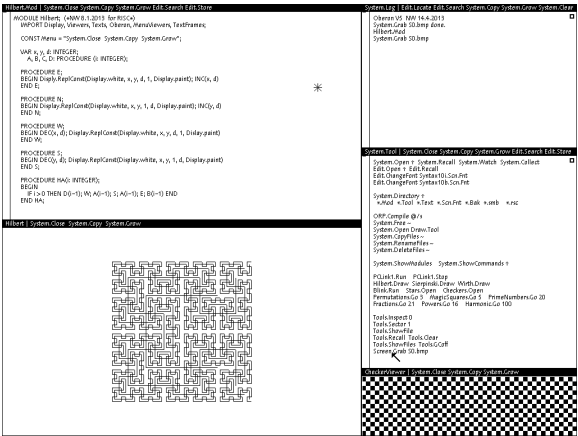 Hilbert.Mod | System.Close System.Copy System.Grow Edit.Search Edit.Store
MODULE Hilbert; (*NW 8.1.2013 for RISC*)
IMPORT Display, Viewers, Texts, Oberon, MenuViewers, TextFrames;
CONST Menu = "System.Close System.Copy System.Grow";
VAR x, y, d: INTEGER;
A, B, C, D: PROCEDURE (i: INTEGER);
PROCEDURE E;
BEGIN Disply.ReplConst(Display.white, x, y, d, 1, Display.paint); INC(x, d)
END E;
PROCEDURE N;
BEGIN Display.ReplConst(Display.white, x, y, 1, d, Display.paint); INC(y, d)
END N;
PROCEDURE W;
BEGIN DEC(x, d); Display.ReplConst(Display.white, x, y, d, 1, Dislay.paint)
END W;
PROCEDURE S;
BEGIN DEC(y, d); Display.ReplConst(Display.white, x, y, 1, d, Display.paint)
END S;
PROCEDURE HA(i: INTEGER);
BEGIN
IF i > 0 THEN D(i-1); W; A(i-1); S; A(i-1); E; B(i-1) END
END HA;
Hilbert | System.Close System.Copy System.Grow
System.Log | Edit.Locate Edit.Search System.Copy System.Grow System.Clear
Oberon V5 NW 14.4.2013
System.Grab S0.bmp done.
Hilbert.Mod
System.Grab S0.bmp
System.Tool | System.Close System.Copy System.Grow Edit.Search Edit.Store
System.Open ↑ System.Recall System.Watch System.Collect
Edit.Open ↑ Edit.Recall
Edit.ChangeFont Syntax10i.Scn.Fnt
Edit.ChangeFont Syntax10b.Scn.Fnt
System.Directory ↑
*.Mod *.Tool *.Text *.Scn.Fnt *.Bak *.smb *.rsc
ORP.Compile @/s
System.Free ~
System.Open Draw.Tool
System.CopyFiles ~
System.RenameFiles ~
System.DeleteFiles ~
System.ShowModules System.ShowCommands ↑
PCLink1.Run PCLink1.Stop
Hilbert.Draw Sierpinski.Draw Wirth.Draw
Blink.Run Stars.Open Checkers.Open
Permutations.Go 3 MagicSquares.Go 5 PrimeNumbers.Go 20
Fractions.Go 21 Powers.Go 16 Harmonic.Go 100
Tools.Inspect 0
Tools.Sector 1
Tools.ShowFile
Tools.Recall Tools.Clear
Tools.ShowFiles Tools.GCoff
Screen.Grab S0.bmp
CheckerViewer | System.Close System.Copy System.Grow